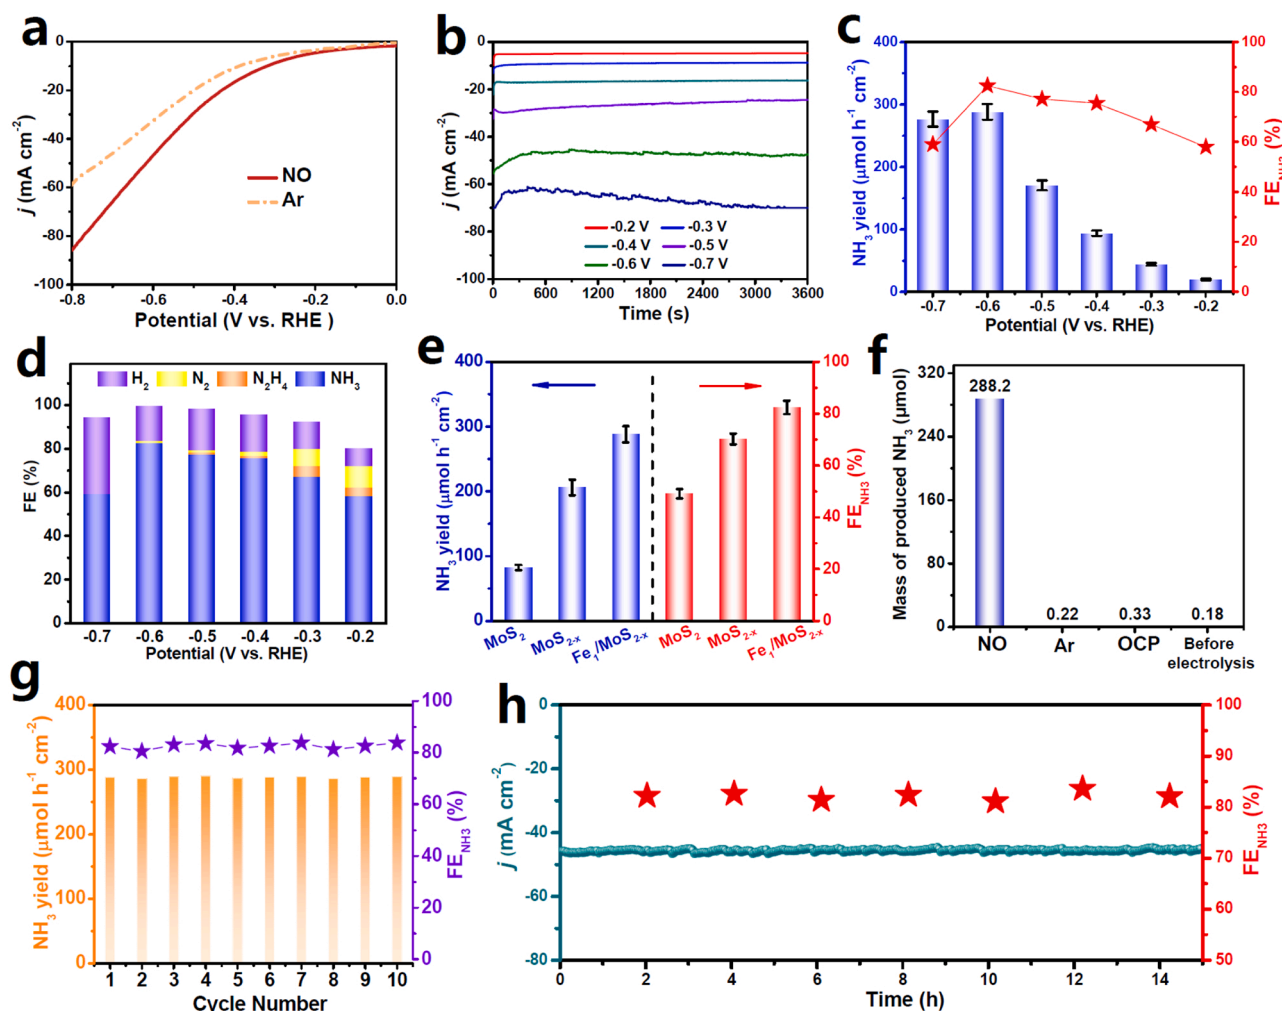 a
0
-20
-40
-60
-80
-100
j (mA cm⁻²)
NO
Ar
-0.8
-0.6
-0.4
-0.2
0.0
Potential (V vs. RHE )
b
0
-20
-40
-60
-80
-100
j (mA cm⁻²)
-0.2 V
-0.3 V
-0.4 V
-0.5 V
-0.6 V
-0.7 V
0
600
1200
1800
2400
3000
3600
Time (s)
c
400
300
200
100
0
NH₃ yield (μmol h⁻¹ cm⁻²)
100
80
60
40
20
0
FE_NH3 (%)
-0.7
-0.6
-0.5
-0.4
-0.3
-0.2
Potential (V vs. RHE)
d
H₂
N₂
N₂H₄
NH₃
100
80
60
40
20
0
FE (%)
-0.7
-0.6
-0.5
-0.4
-0.3
-0.2
Potential (V vs. RHE)
e
400
300
200
100
0
NH₃ yield (μmol h⁻¹ cm⁻²)
100
80
60
40
20
0
FE_NH3 (%)
MoS₂
MoS₂₋ₓ
Fe₁/MoS₂₋ₓ
MoS₂
MoS₂₋ₓ
Fe₁/MoS₂₋ₓ
f
320
240
160
80
0
Mass of produced NH₃ (μmol)
288.2
0.22
0.33
0.18
NO
Ar
OCP
Before
electrolysis
g
400
300
200
100
0
NH₃ yield (μmol h⁻¹ cm⁻²)
100
80
60
40
20
0
FE_NH3 (%)
1
2
3
4
5
6
7
8
9
10
Cycle Number
h
0
-20
-40
-60
-80
j (mA cm⁻²)
100
90
80
70
60
50
FE_NH3 (%)
0
2
4
6
8
10
12
14
Time (h)